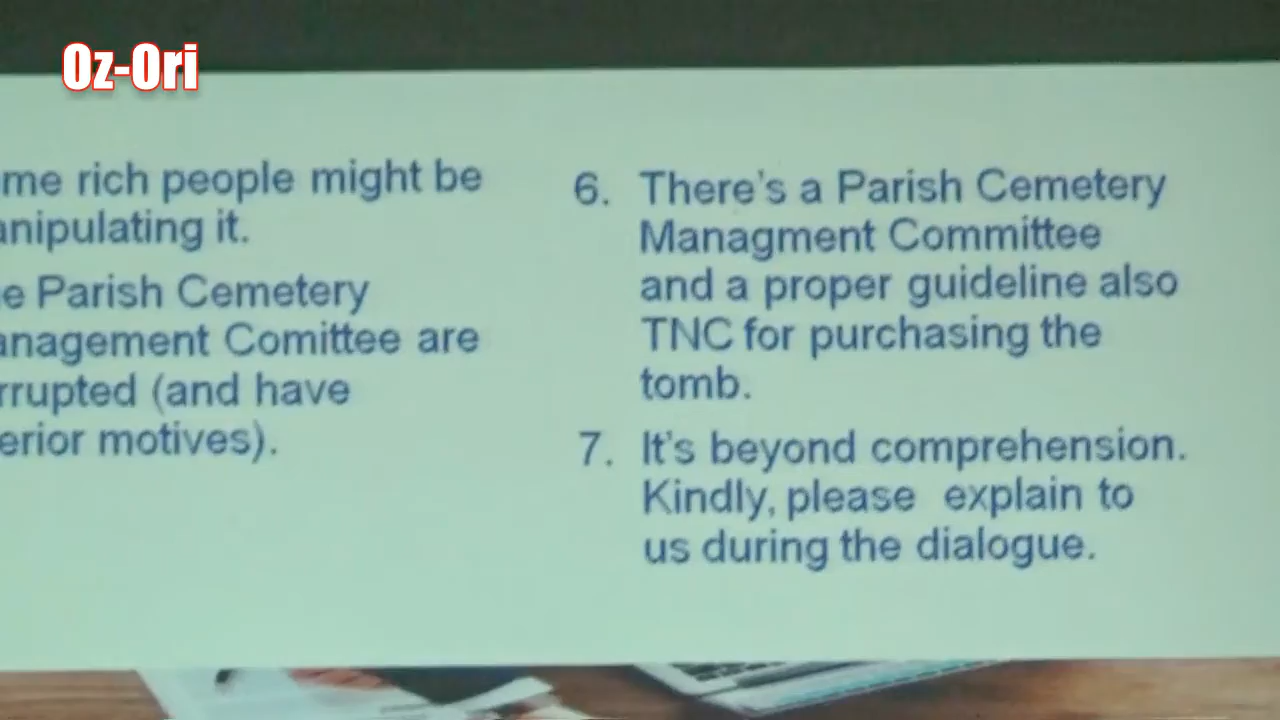 Oz-Ori
me rich people might be
anipulating it.
e Parish Cemetery
anagement Comittee are
rrupted (and have
erior motives).
6. There's a Parish Cemetery
Managment Committee
and a proper guideline also
TNC for purchasing the
tomb.
7. It's beyond comprehension.
Kindly, please explain to
us during the dialogue.